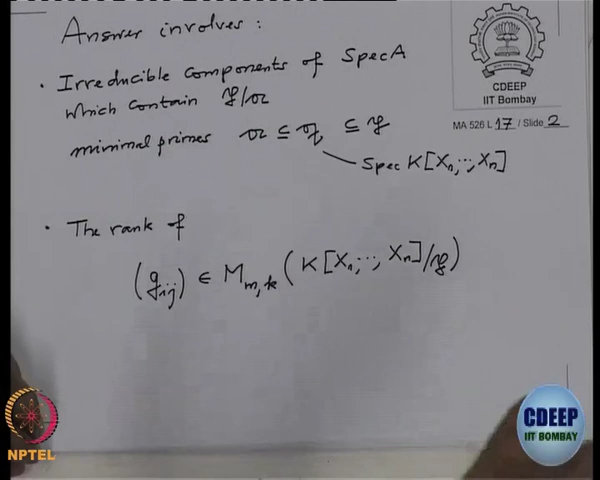 Answer involves:
· Irreducible components of Spec A
which contain 𝔭/𝔞
minimal primes 𝔞 ⊆ 𝔮 ⊆ 𝔭
Spec K[X₁,...,Xₙ]
· The rank of
(gᵢⱼ) ∈ M_{m,k} (K[X₁,...,Xₙ]/𝔭)
CDEEP
IIT Bombay
MA 526 L 17 / Slide 2
NPTEL
CDEEP
IIT BOMBAY